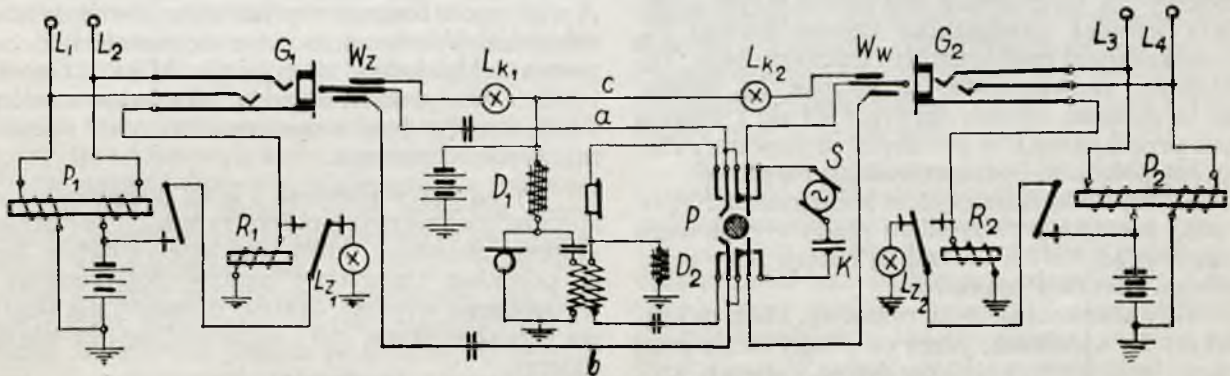 L1 L2 G1 Wz Lk1 c Lk2 Ww G2 L3 L4
a
P1 D1 S P2
R1 P R2
Lz1 D2 K Lz2
b